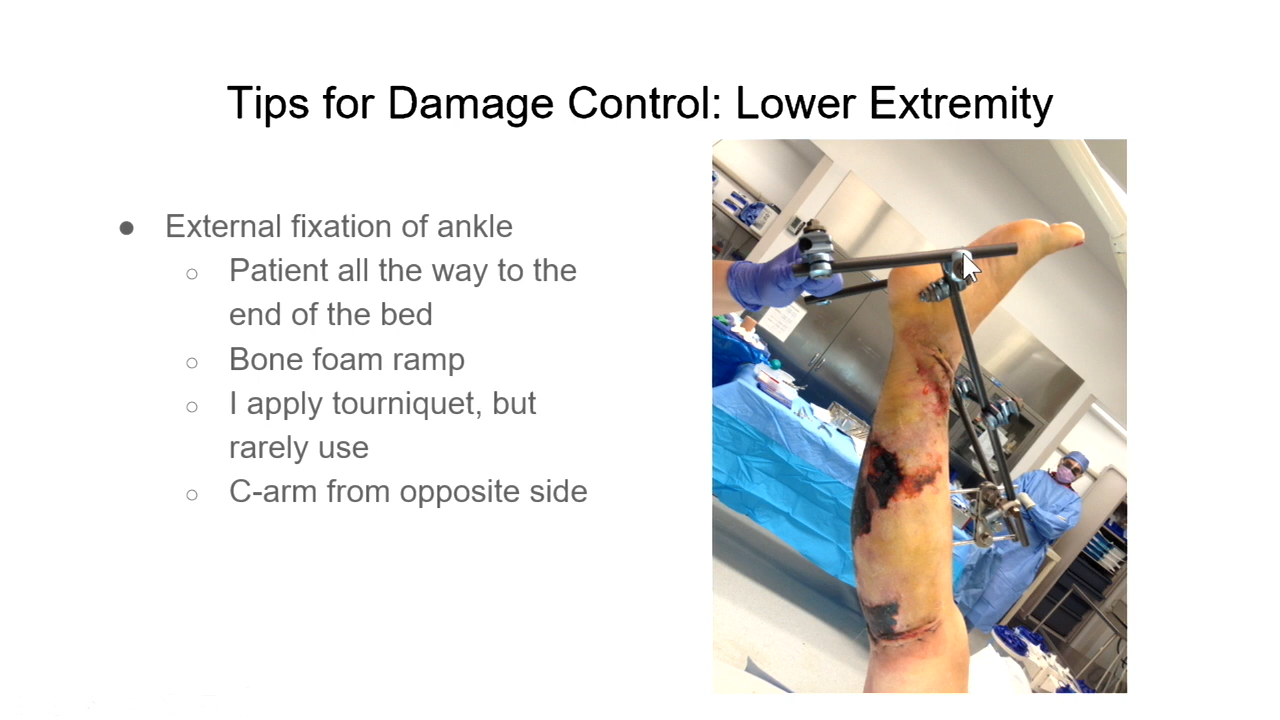 Tips for Damage Control: Lower Extremity
● External fixation of ankle
○ Patient all the way to the
end of the bed
○ Bone foam ramp
○ I apply tourniquet, but
rarely use
○ C-arm from opposite side